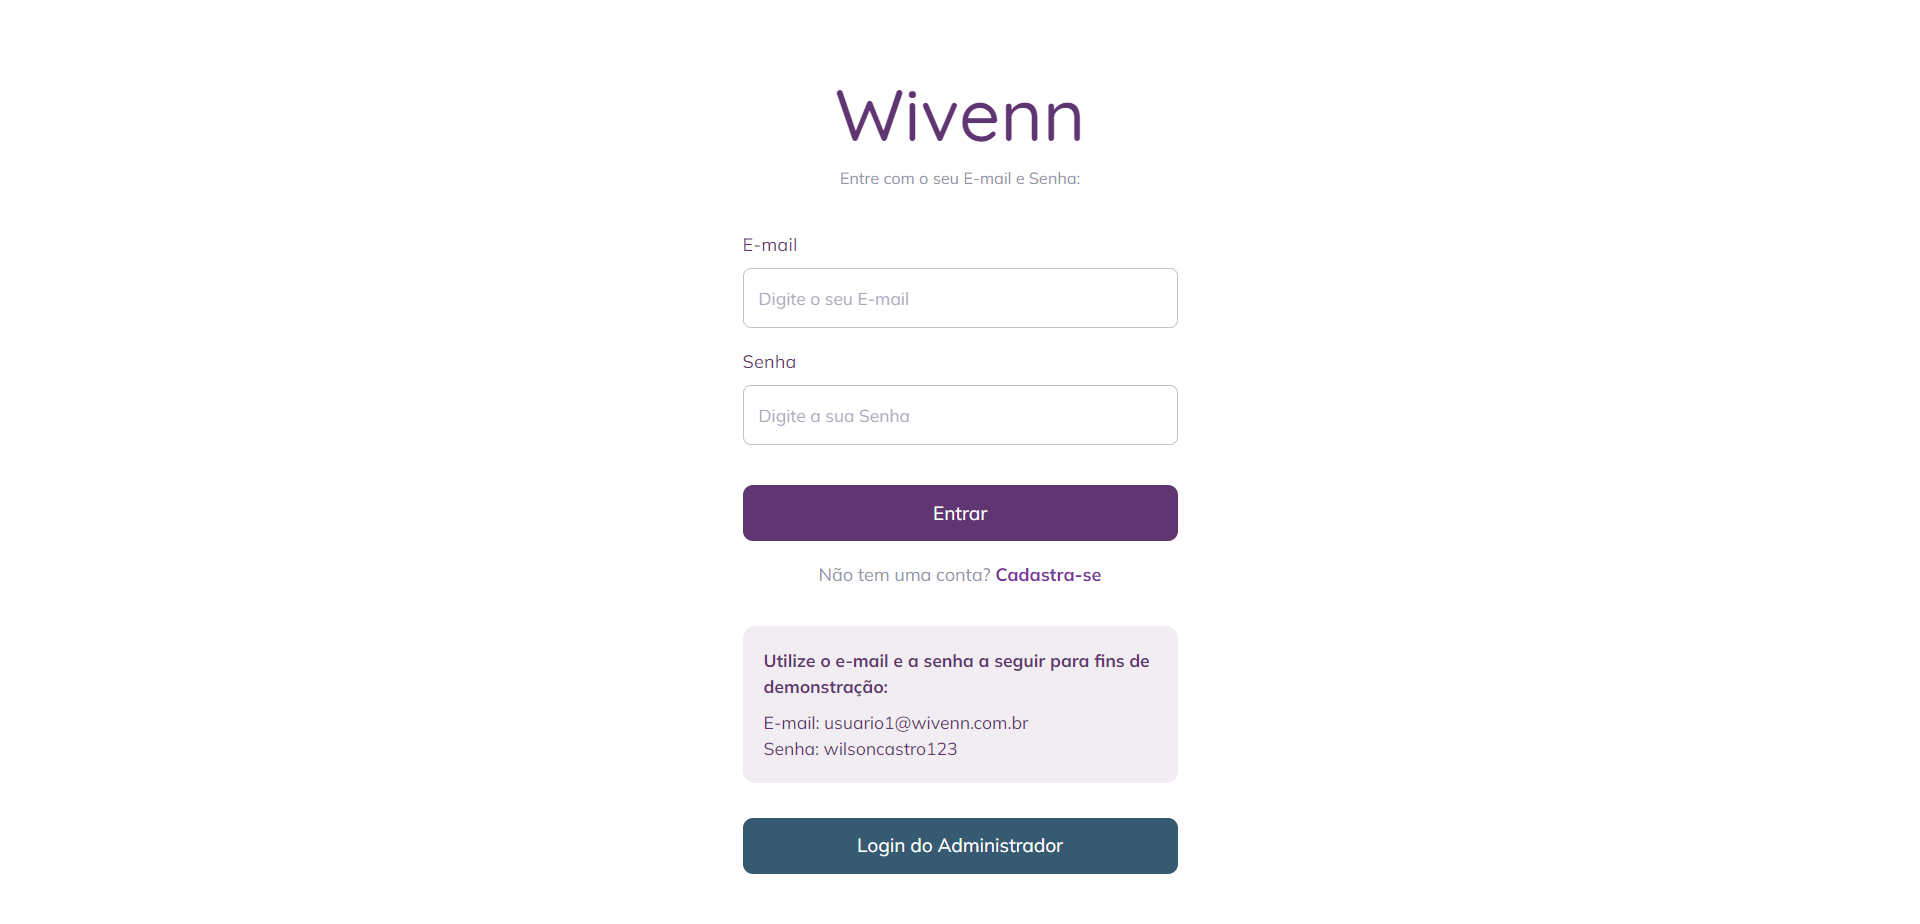 Wivenn
Entre com o seu E-mail e Senha:
E-mail
Digite o seu E-mail
Senha
Digite a sua Senha
Entrar
Não tem uma conta? Cadastra-se
Utilize o e-mail e a senha a seguir para fins de
demonstração:
E-mail: usuario1@wivenn.com.br
Senha: wilsoncastro123
Login do Administrador